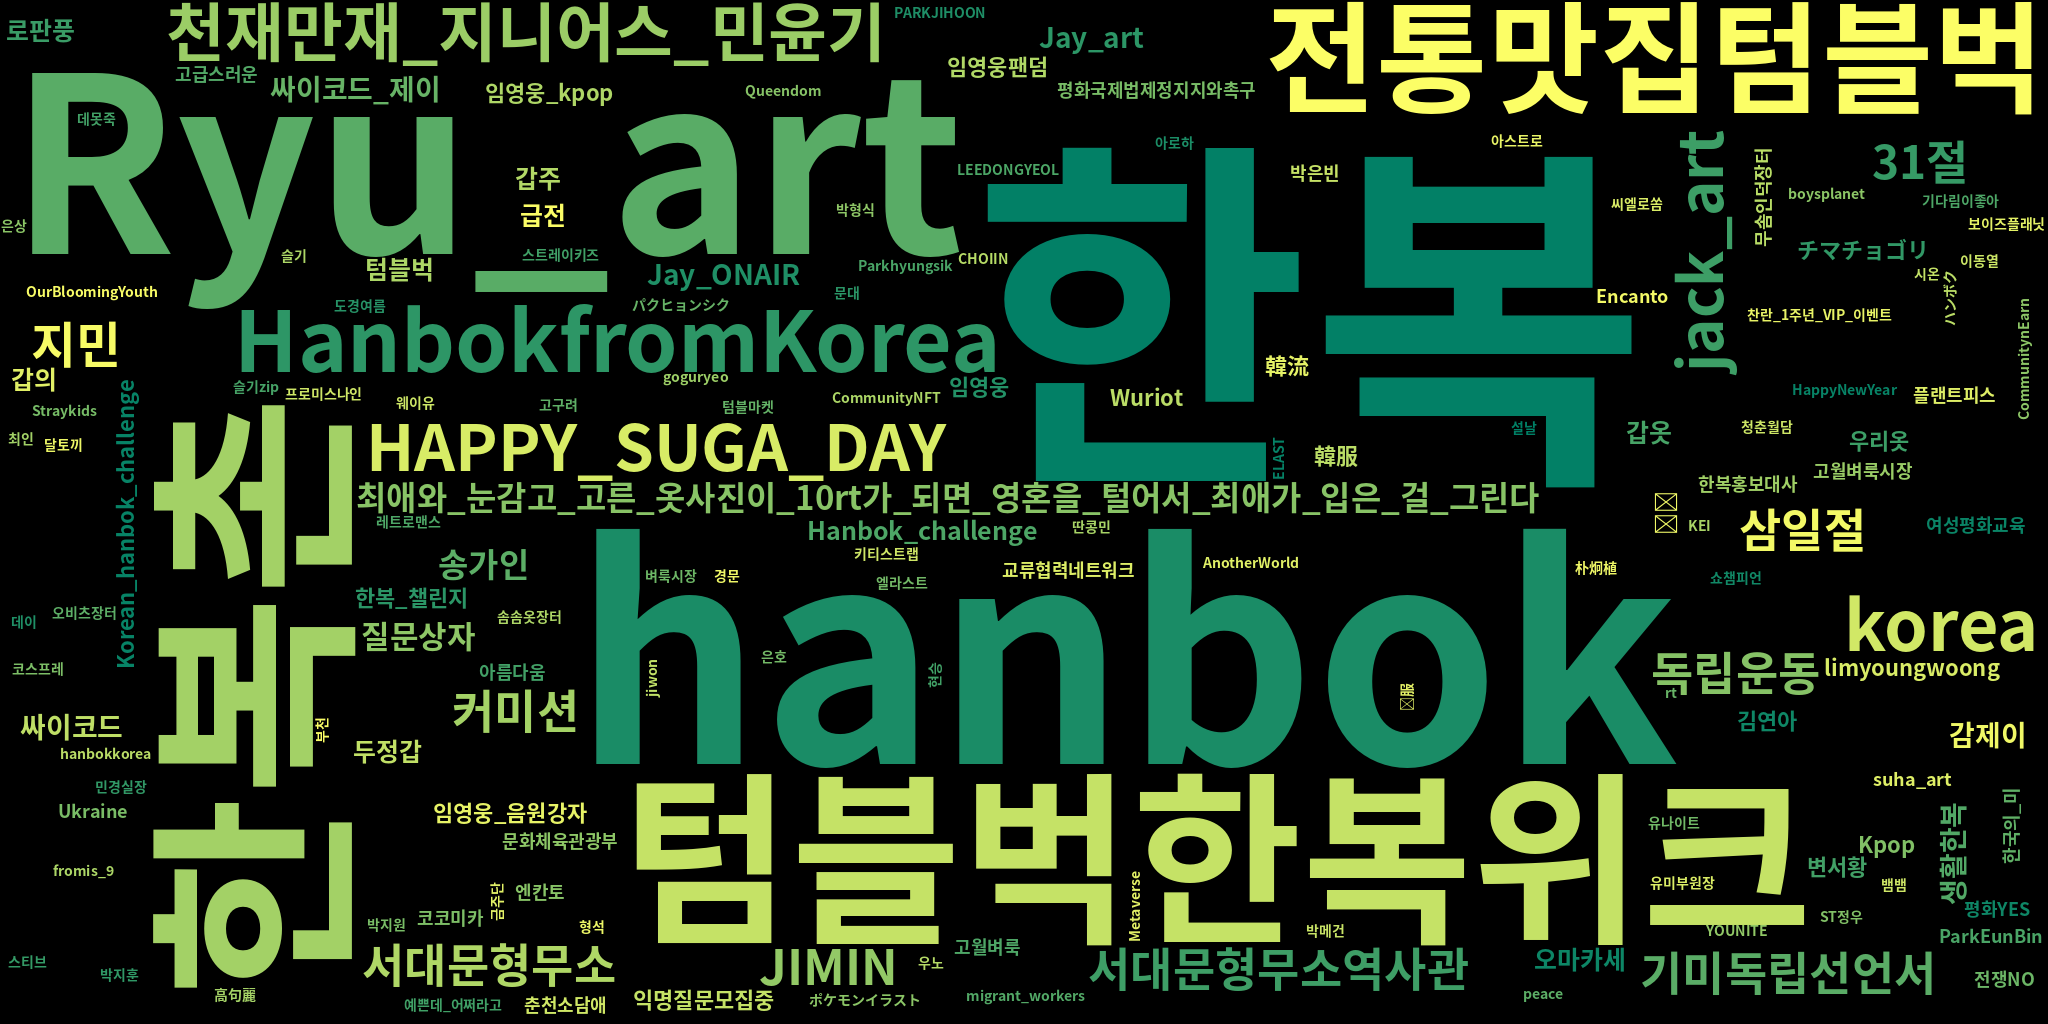 로판풍
천재만재_지니어스_민윤기
PARKJIHOON
Jay_art
전통맛집텀블벅
고급스러운
싸이코드_제이
임영웅_kpop
Queendom
임영웅팬덤
평화국제법제정지지와촉구
데못죽
Ryu_art
아로하
아스트로
jack_art
무솜인덕장터
31절
LEEDONGYEOL
갑주
급전
박은빈
한복
씨엘로쏨
boysplanet
기다림이좋아
보이즈플래닛
은상
박형식
슬기
텀블벅
스트레이키즈
Jay_ONAIR
Parkhyungsik
CHOIIN
チマチョゴリ
이동열
시온
ハンボク
OurBloomingYouth
도경여름
パクヒョンシク
문대
Encanto
찬란_1주년_VIP_이벤트
CommunitynEarn
지민
HanbokfromKorea
韓流
갑의
슬기zip
프로미스나인
goguryeo
임영웅
Wuriot
HappyNewYear
플랜트피스
Straykids
Korean_hanbok_challenge
웨이유
고구려
텀블마켓
CommunityNFT
최인
달토끼
HAPPY_SUGA_DAY
ELAST
韓服
설날
갑옷
청춘월담
우리옷
고월벼룩시장
한복홍보대사
최애와_눈감고_고른_옷사진이_10rt가_되면_영혼을_털어서_최애가_입은_걸_그린다
레트로맨스
Hanbok_challenge
딴콩민
KEI
삼일절
여성평화교육
한복존
송가인
벼룩시장
경문
키티스트랩
엘라스트
교류협력네트워크
AnotherWorld
朴炯植
쇼챔피언
한복_챌린지
솜솜옷장터
hanbok
데이
오비츠장터
질문상자
korea
코스프레
아름다움
jiwon
은호
현승
服
독립운동
limyoungwoong
rt
커미션
김연아
싸이코드
부천
감제이
hanbokkorea
두정갑
민경실장
suha_art
Ukraine
임영웅_음원강자
문화체육관광부
텀블벅한복위크
유나이트
Kpop
생활한복
한국의_미
fromis_9
변서황
유미부원장
뱀뱀
금주단
엔칸토
Metaverse
박지원
코코미카
형석
박메건
YOUNITE
ST정우
평화YES
ParkEunBin
스티브
박지훈
서대문형무소
JIMIN
우노
고월벼룩
서대문형무소역사관
오마카세
기미독립선언서
전쟁NO
高句麗
예쁜데_어쩌라고
춘천소담애
익명질문모집중
ポケモンイラスト
migrant_workers
peace